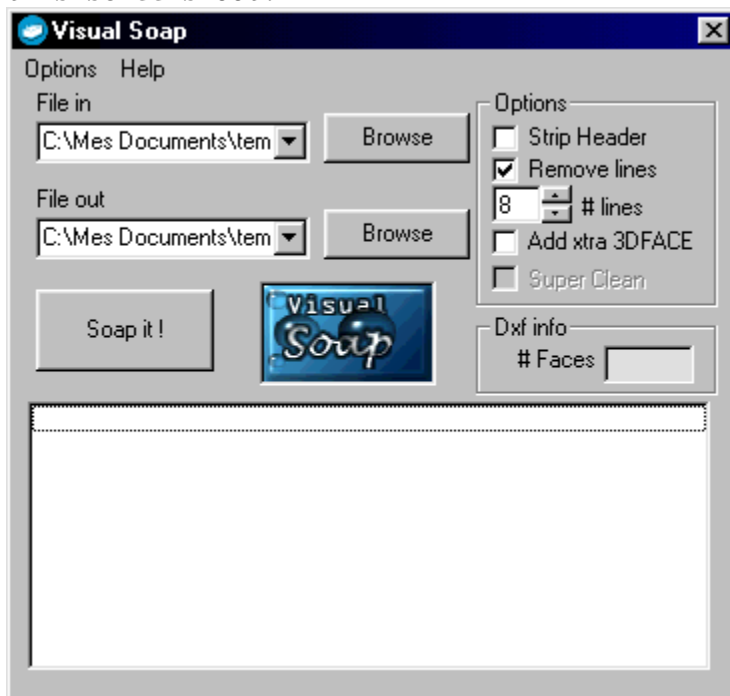 Visual Soap
Options Help
File in
C:\Mes Documents\tem
Browse
File out
C:\Mes Documents\tem
Browse
Soap it !
Visual
Soap
Options
Strip Header
Remove lines
8 # lines
Add xtra 3DFACE
Super Clean
Dxf info
# Faces